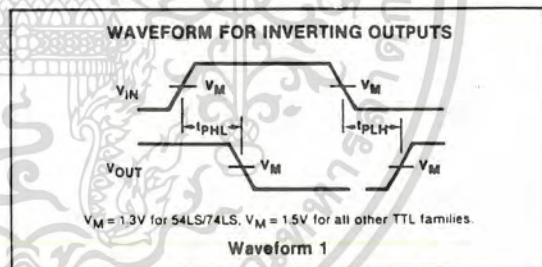 WAVEFORM FOR INVERTING OUTPUTS
VIN VM VM
tPHL tPLH
VOUT VM VM
VM = 1.3V for 54LS/74LS, VM = 1.5V for all other TTL families.
Waveform 1